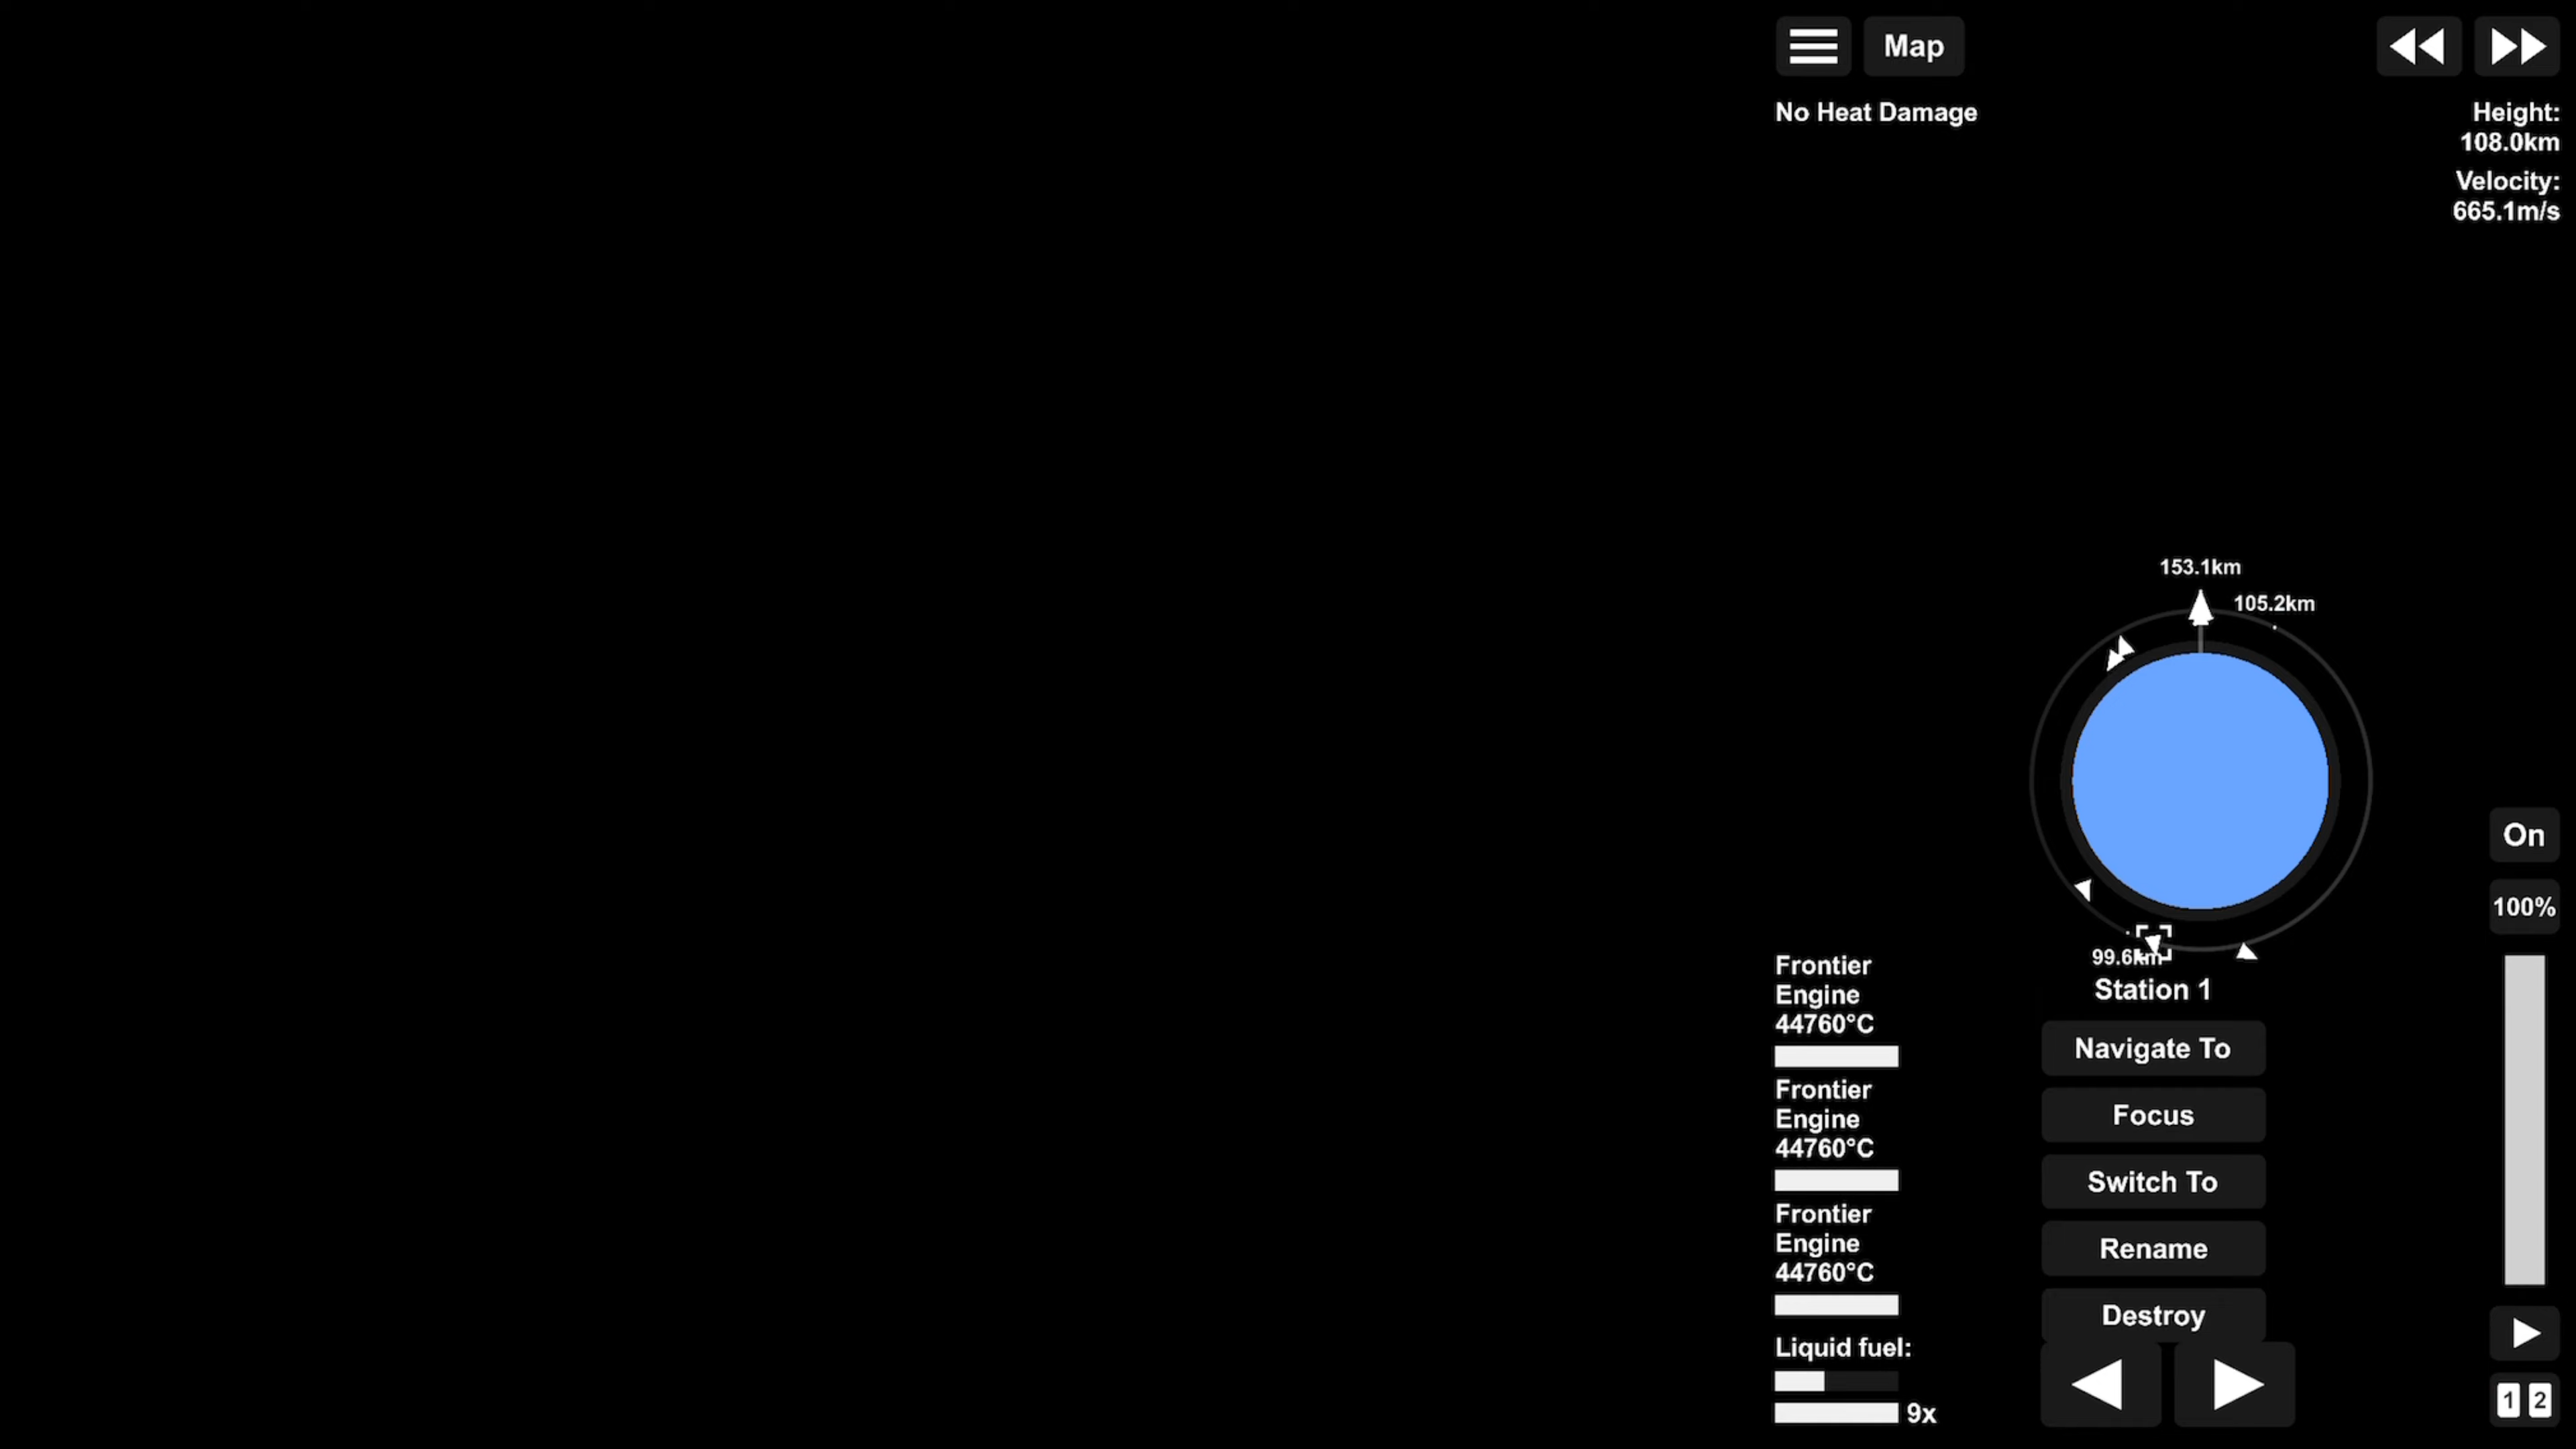 Map
No Heat Damage
Height:
108.0km
Velocity:
665.1m/s
153.1km
105.2km
On
100%
99.6km
Station 1
Navigate To
Focus
Switch To
Rename
Destroy
Frontier
Engine
44760°C
Frontier
Engine
44760°C
Frontier
Engine
44760°C
Liquid fuel:
9x
1 2